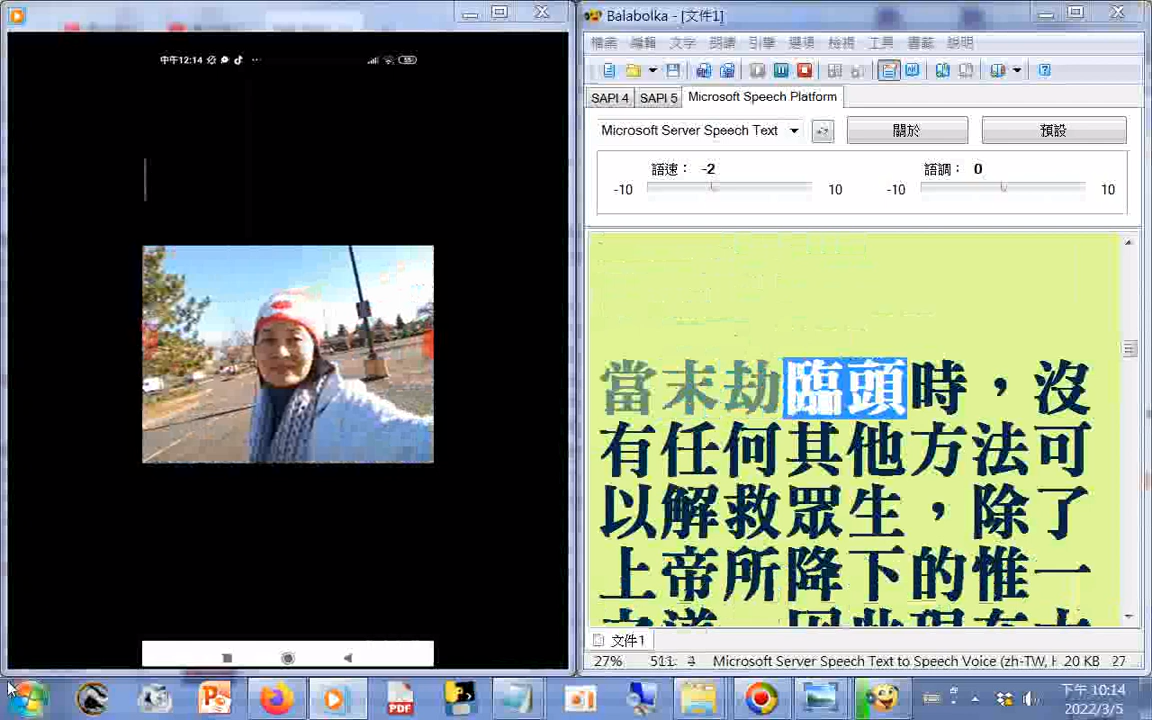 中午12:14
Balabolka - [文件1]
檔案 編輯 文字 朗讀 引擎 選項 檢視 工具 書籤 說明
SAPI 4 SAPI 5 Microsoft Speech Platform
Microsoft Server Speech Text 關於 預設
語速： -2 語調： 0
-10 10 -10 10
當末劫臨頭時，沒
有任何其他方法可
以解救眾生，除了
上帝所降下的惟一
文件1
27% 511: Microsoft Server Speech Text to Speech Voice (zh-TW, H 20 KB 27
下午 10:14
2022/3/5